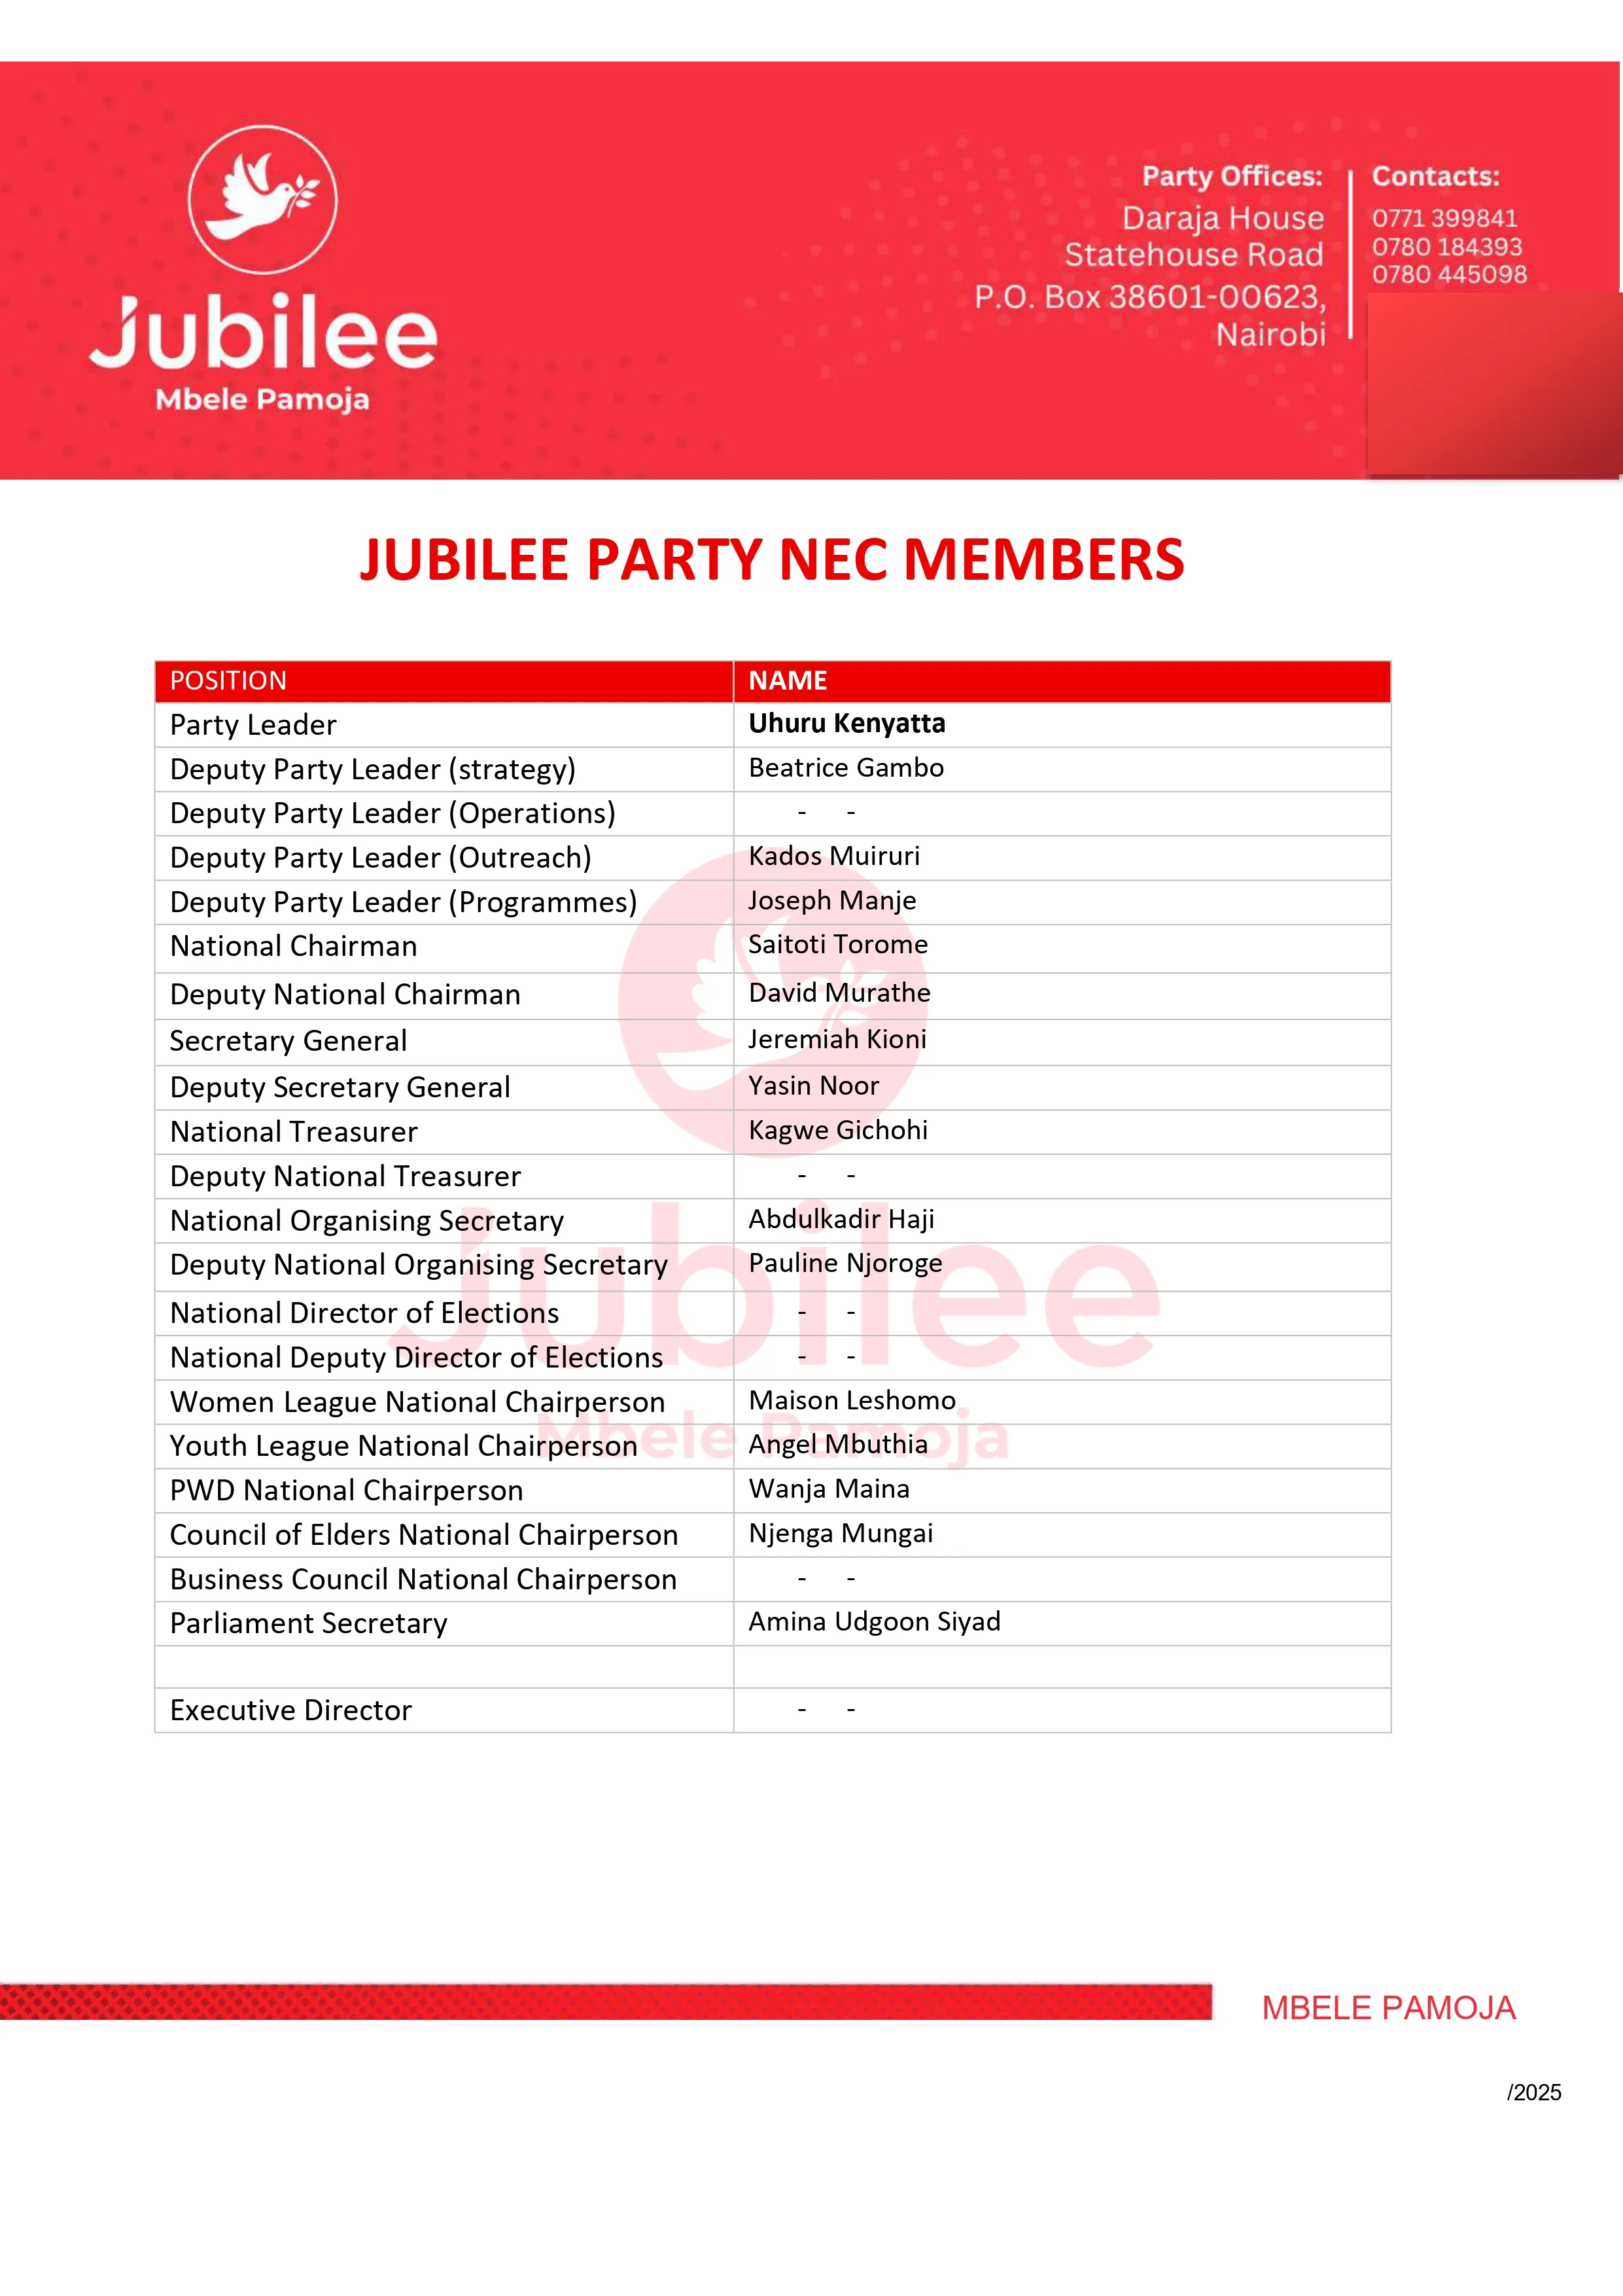 Jubilee
Mbele Pamoja
Party Offices:
Daraja House
Statehouse Road
P.O. Box 38601-00623,
Nairobi
Contacts:
0771 399841
0780 184393
0780 445098
JUBILEE PARTY NEC MEMBERS
POSITION NAME
Party Leader Uhuru Kenyatta
Deputy Party Leader (strategy) Beatrice Gambo
Deputy Party Leader (Operations) - -
Deputy Party Leader (Outreach) Kados Muiruri
Deputy Party Leader (Programmes) Joseph Manje
National Chairman Saitoti Torome
Deputy National Chairman David Murathe
Secretary General Jeremiah Kioni
Deputy Secretary General Yasin Noor
National Treasurer Kagwe Gichohi
Deputy National Treasurer - -
National Organising Secretary Abdulkadir Haji
Deputy National Organising Secretary Pauline Njoroge
National Director of Elections - -
National Deputy Director of Elections - -
Women League National Chairperson Maison Leshomo
Youth League National Chairperson Angel Mbuthia
PWD National Chairperson Wanja Maina
Council of Elders National Chairperson Njenga Mungai
Business Council National Chairperson - -
Parliament Secretary Amina Udgoon Siyad
Executive Director - -
Jubilee
Mbele Pamoja
MBELE PAMOJA
/2025